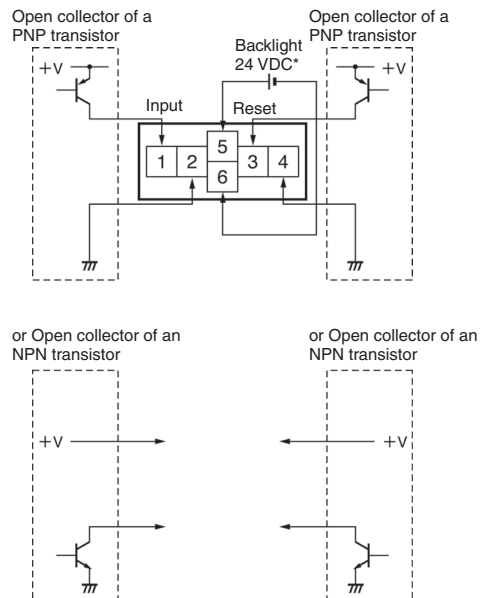 Open collector of a
PNP transistor
Open collector of a
PNP transistor
Backlight
24 VDC*
+V
+V
Input
Reset
1 2 5 3 4
6
or Open collector of an
NPN transistor
or Open collector of an
NPN transistor
+V
+V